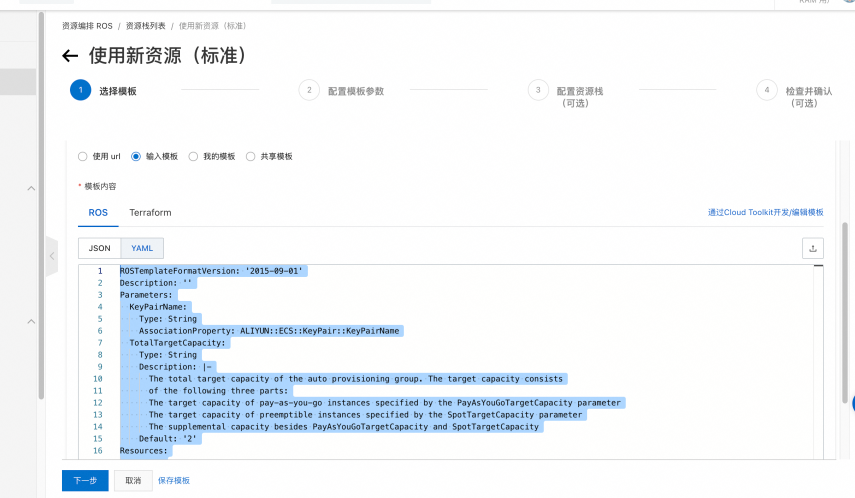 资源编排 ROS / 资源栈列表 / 使用新资源（标准）
← 使用新资源（标准）
1 选择模板
2 配置模板参数
3 配置资源栈（可选）
4 检查并确认（可选）
使用 url 输入模板 我的模板 共享模板
* 模板内容
ROS Terraform 通过Cloud Toolkit开发/编辑模板
JSON YAML
1 ROSTemplateFormatVersion: '2015-09-01'
2 Description: ''
3 Parameters:
4 KeyPairName:
5 Type: String
6 AssociationProperty: ALIYUN::ECS::KeyPair::KeyPairName
7 TotalTargetCapacity:
8 Type: String
9 Description: |-
10 The total target capacity of the auto provisioning group. The target capacity consists
11 of the following three parts:
12 The target capacity of pay-as-you-go instances specified by the PayAsYouGoTargetCapacity parameter
13 The target capacity of preemptible instances specified by the SpotTargetCapacity parameter
14 The supplemental capacity besides PayAsYouGoTargetCapacity and SpotTargetCapacity
15 Default: '2'
16 Resources:
下一步 取消 保存模板